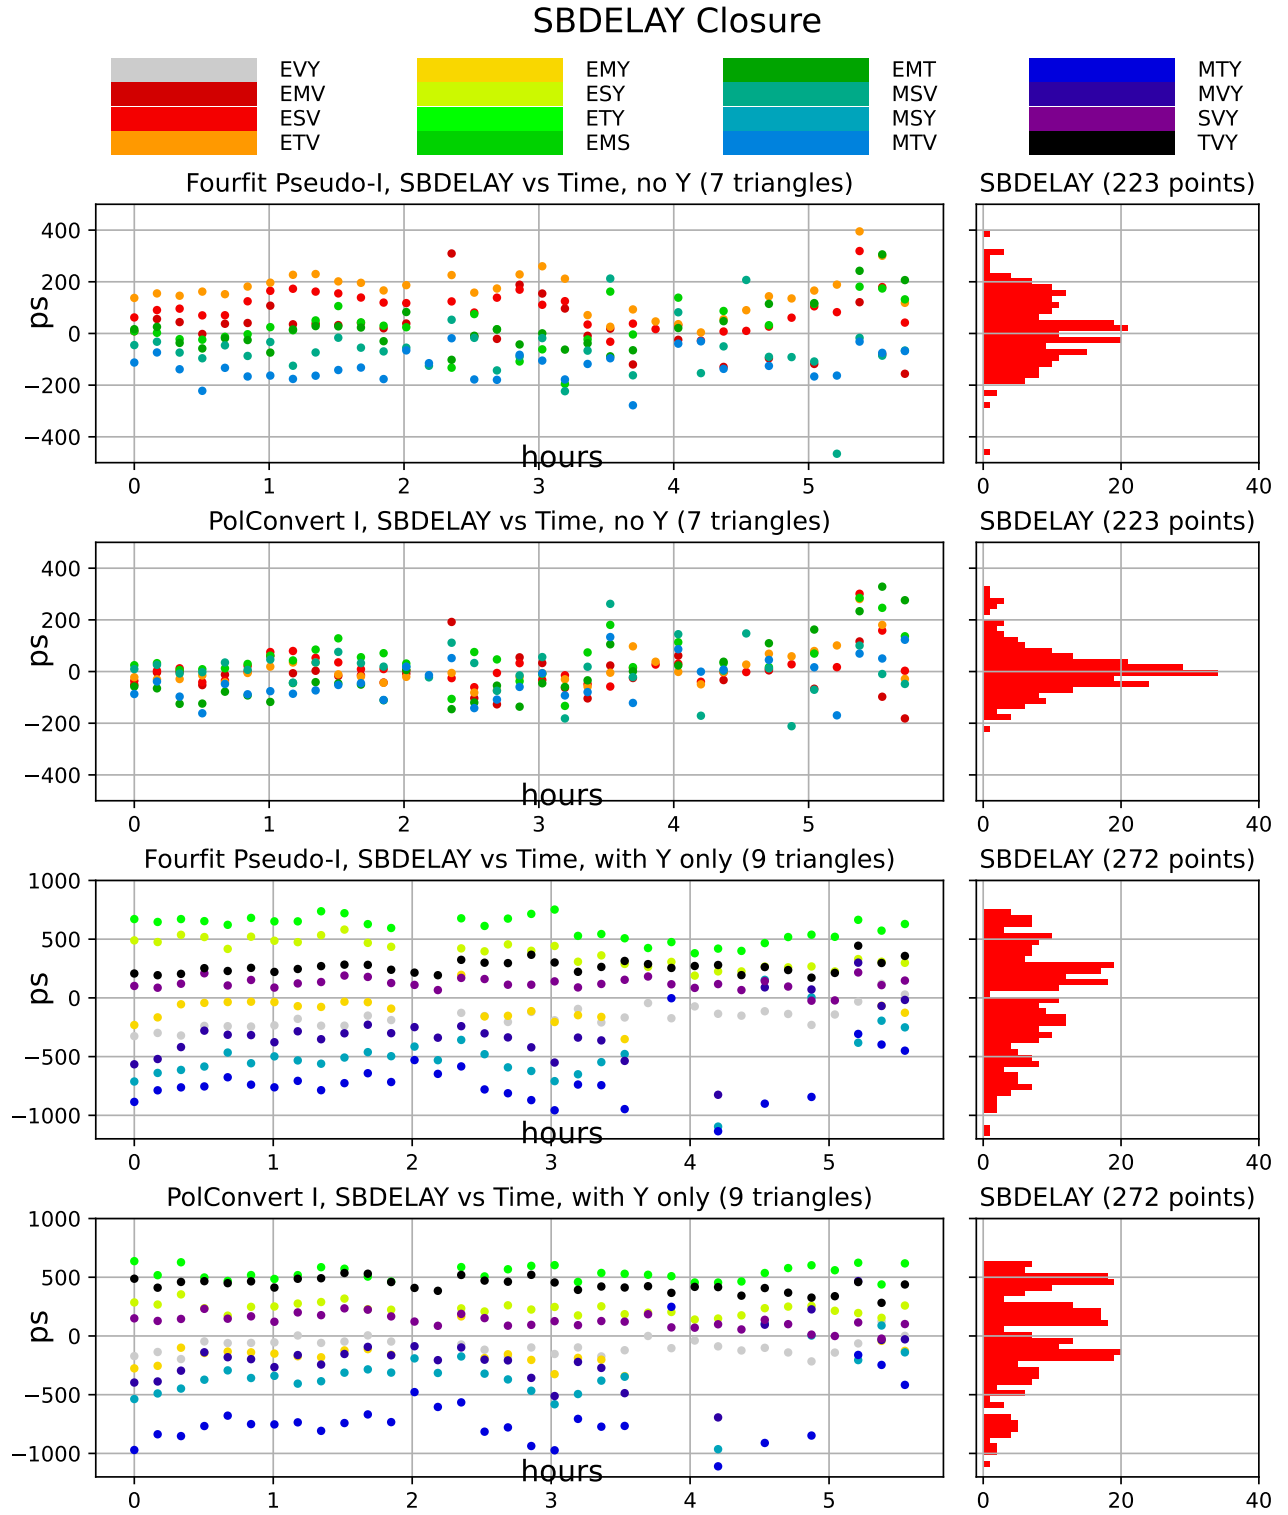 SBDELAY Closure
EVY EMY EMT MTY
EMV ESY MSV MVY
ESV ETY MSY SVY
ETV EMS MTV TVY
Fourfit Pseudo-I, SBDELAY vs Time, no Y (7 triangles) SBDELAY (223 points)
400
200
0
−200
−400
ps
hours
0 1 2 3 4 5 0 20 40
PolConvert I, SBDELAY vs Time, no Y (7 triangles) SBDELAY (223 points)
400
200
0
−200
−400
ps
hours
0 1 2 3 4 5 0 20 40
Fourfit Pseudo-I, SBDELAY vs Time, with Y only (9 triangles) SBDELAY (272 points)
1000
500
0
−500
−1000
ps
hours
0 1 2 3 4 5 0 20 40
PolConvert I, SBDELAY vs Time, with Y only (9 triangles) SBDELAY (272 points)
1000
500
0
−500
−1000
ps
hours
0 1 2 3 4 5 0 20 40